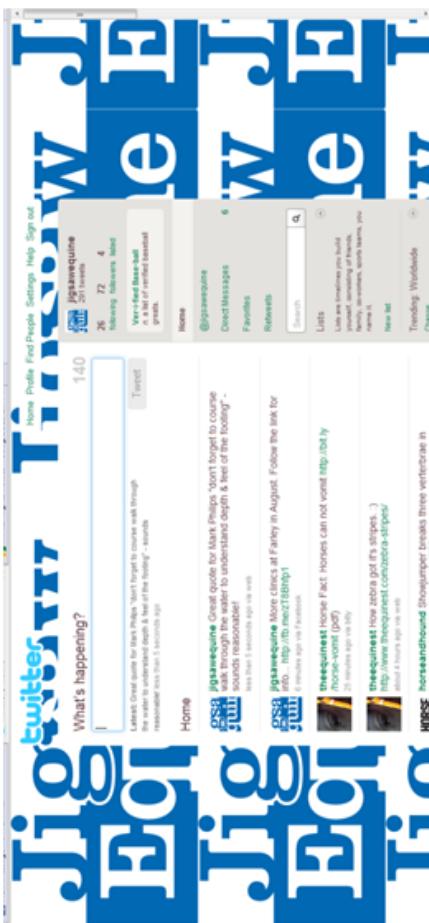 twitter
Home Profile Find People Settings Help Sign out
What's happening?
140
Latest: Great quote for Mark Philips "don't forget to course walk through
the water to understand depth & feel of the footing" - sounds
reasonable! less than 5 seconds ago
Tweet
Home
jigsawequine Great quote for Mark Philips "don't forget to course
walk through the water to understand depth & feel of the footing" -
sounds reasonable!
less than 5 seconds ago via web
jigsawequine More clinics at Farley in August. Follow the link for
info... http://fb.me/zT8Bhfp1
6 minutes ago via Facebook
theequinest Horse Fact: Horses can not vomit http://bit.ly
/horse-vomit (pdf)
25 minutes ago via bitly
theequinest How zebra got it's stripes. :)
http://www.theequinest.com/zebra-stripes/
about 4 hours ago via web
horseandhound Showjumper breaks three verterbrae in
HORSE
jigsawequine
291 tweets
26 72 4
following followers listed
Verified Base-ball
n. a list of verified baseball
greats.
Home
@jigsawequine
Direct Messages 6
Favorites
Retweets
Search
Lists
Lists are timelines you build
yourself, consisting of friends,
family, co-workers, sports teams, you
name it.
New list
Trending: Worldwide
Change
Jigsaw
Equine